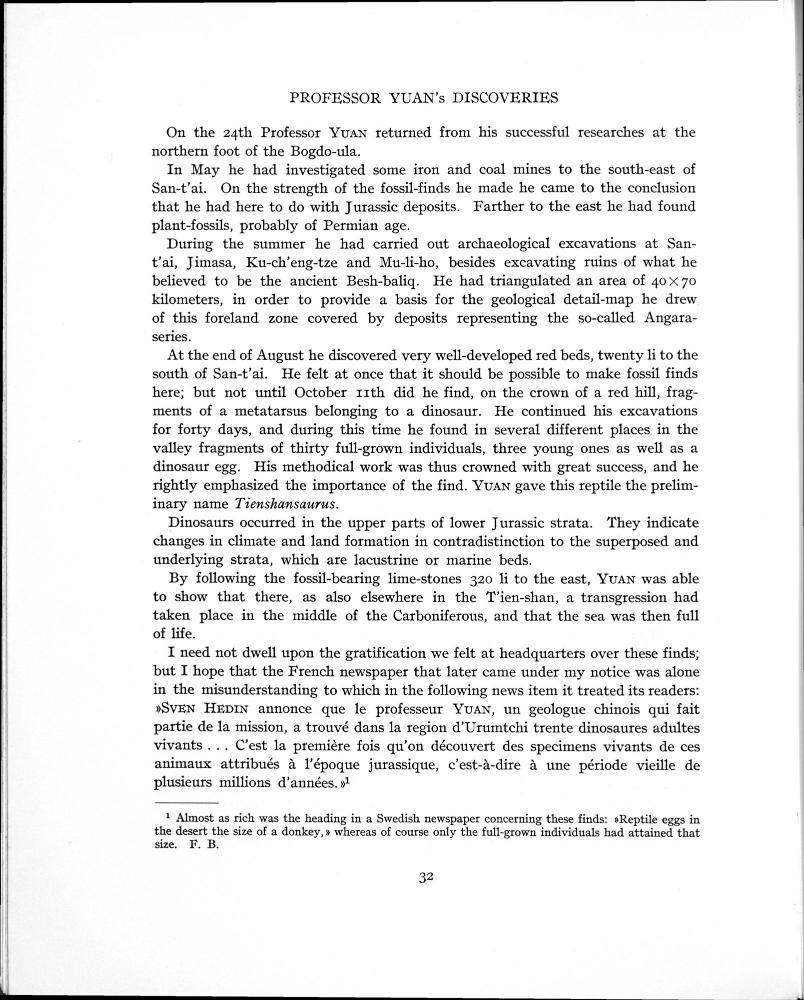 PROFESSOR YUAN's DISCOVERIES
On the 24th Professor YUAN returned from his successful researches at the
northern foot of the Bogdo-ula.
In May he had investigated some iron and coal mines to the south-east of
San-t'ai. On the strength of the fossil-finds he made he came to the conclusion
that he had here to do with Jurassic deposits. Farther to the east he had found
plant-fossils, probably of Permian age.
During the summer he had carried out archaeological excavations at San-
t'ai, Jimasa, Ku-ch'eng-tze and Mu-li-ho, besides excavating ruins of what he
believed to be the ancient Besh-baliq. He had triangulated an area of 40×70
kilometers, in order to provide a basis for the geological detail-map he drew
of this foreland zone covered by deposits representing the so-called Angara-
series.
At the end of August he discovered very well-developed red beds, twenty li to the
south of San-t'ai. He felt at once that it should be possible to make fossil finds
here; but not until October 11th did he find, on the crown of a red hill, frag-
ments of a metatarsus belonging to a dinosaur. He continued his excavations
for forty days, and during this time he found in several different places in the
valley fragments of thirty full-grown individuals, three young ones as well as a
dinosaur egg. His methodical work was thus crowned with great success, and he
rightly emphasized the importance of the find. YUAN gave this reptile the prelim-
inary name Tienshansaurus.
Dinosaurs occurred in the upper parts of lower Jurassic strata. They indicate
changes in climate and land formation in contradistinction to the superposed and
underlying strata, which are lacustrine or marine beds.
By following the fossil-bearing lime-stones 320 li to the east, YUAN was able
to show that there, as also elsewhere in the T'ien-shan, a transgression had
taken place in the middle of the Carboniferous, and that the sea was then full
of life.
I need not dwell upon the gratification we felt at headquarters over these finds;
but I hope that the French newspaper that later came under my notice was alone
in the misunderstanding to which in the following news item it treated its readers:
»SVEN HEDIN annonce que le professeur YUAN, un geologue chinois qui fait
partie de la mission, a trouvé dans la region d'Urumtchi trente dinosaures adultes
vivants . . . C'est la première fois qu'on découvert des specimens vivants de ces
animaux attribués à l'époque jurassique, c'est-à-dire à une période vieille de
plusieurs millions d'années.»¹
¹ Almost as rich was the heading in a Swedish newspaper concerning these finds: »Reptile eggs in
the desert the size of a donkey,» whereas of course only the full-grown individuals had attained that
size. F. B.
32